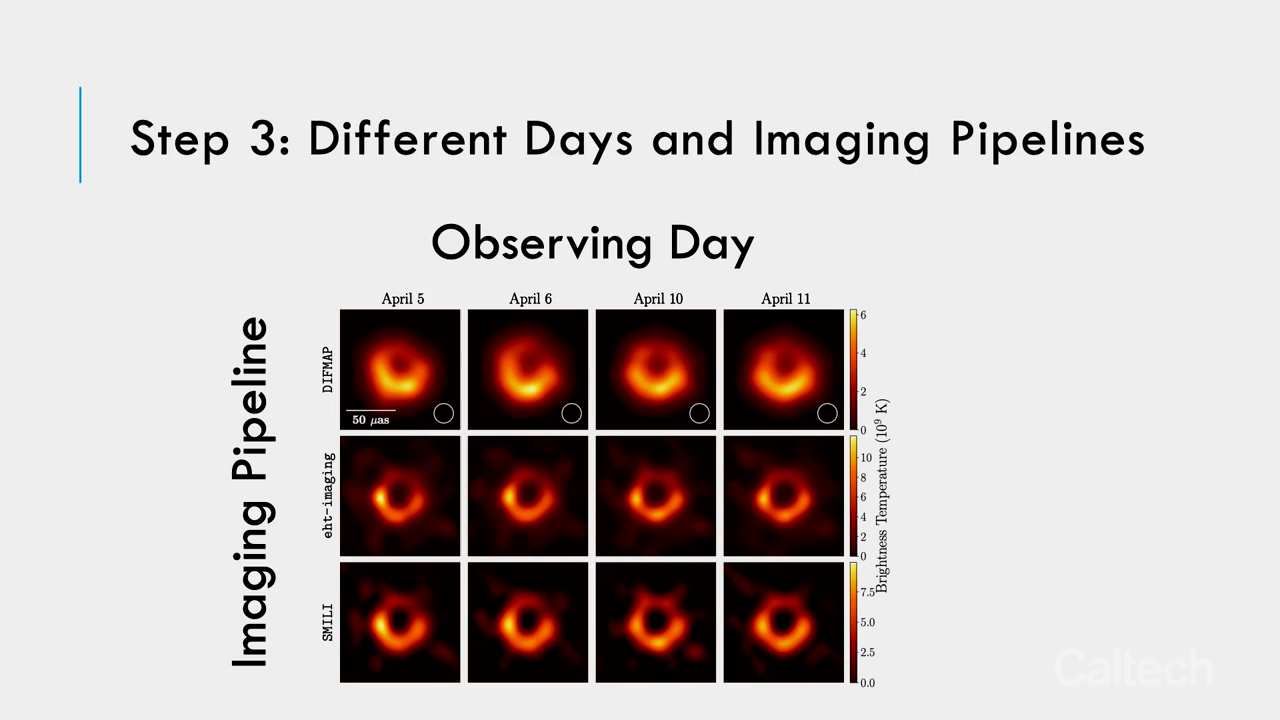 Step 3: Different Days and Imaging Pipelines
Observing Day
April 5
April 6
April 10
April 11
Imaging Pipeline
DIFMAP
50 μas
6
4
2
0
eht-imaging
10
8
6
4
2
0
Brightness Temperature (10⁹ K)
SMILI
7.5
5.0
2.5
0.0
Caltech